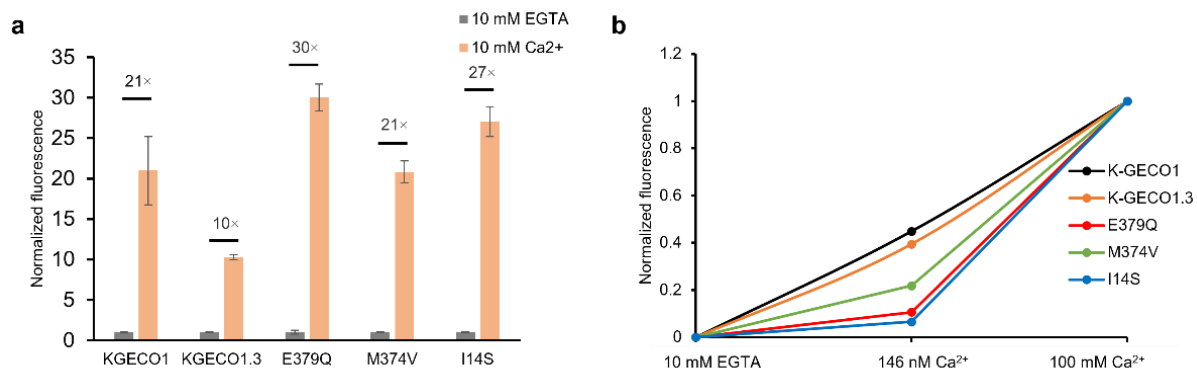 a
10 mM EGTA
10 mM Ca2+
Normalized fluorescence
35
30
25
20
15
10
5
0
21×
10×
30×
21×
27×
KGECO1
KGECO1.3
E379Q
M374V
I14S
b
Normalized fluorescence
1.2
1
0.8
0.6
0.4
0.2
0
K-GECO1
K-GECO1.3
E379Q
M374V
I14S
10 mM EGTA
146 nM Ca²⁺
100 mM Ca²⁺